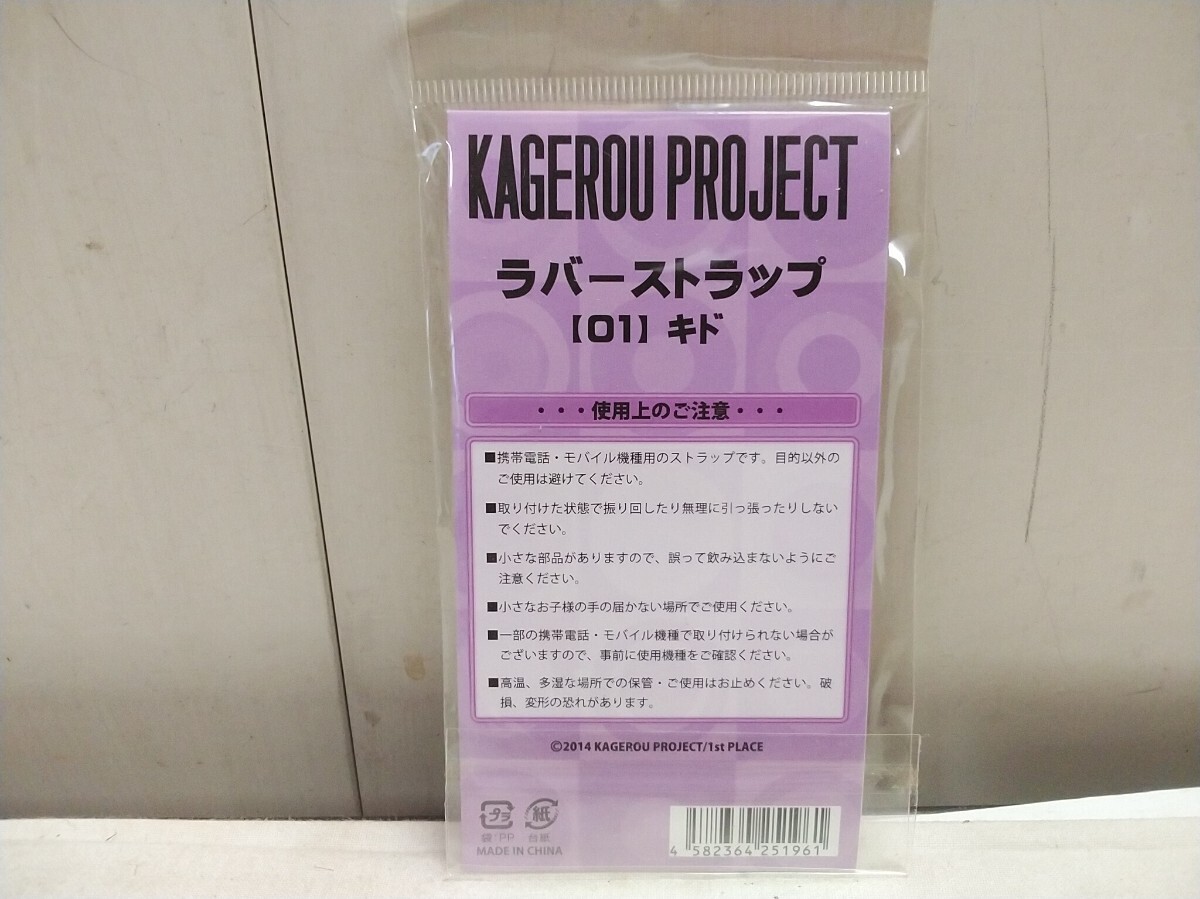 KAGEROU PROJECT
ラバーストラップ
【01】キド
・・・使用上のご注意・・・
■携帯電話・モバイル機種用のストラップです。目的以外の
ご使用は避けてください。
■取り付けた状態で振り回したり無理に引っ張ったりしない
でください。
■小さな部品がありますので、誤って飲み込まないようにご
注意ください。
■小さなお子様の手の届かない場所でご使用ください。
■一部の携帯電話・モバイル機種で取り付けられない場合が
ございますので、事前に使用機種をご確認ください。
■高温、多湿な場所での保管・ご使用はお止めください。破
損、変形の恐れがあります。
©2014 KAGEROU PROJECT/1st PLACE
プラ 紙
袋:PP 台紙
MADE IN CHINA
4 582364 251961